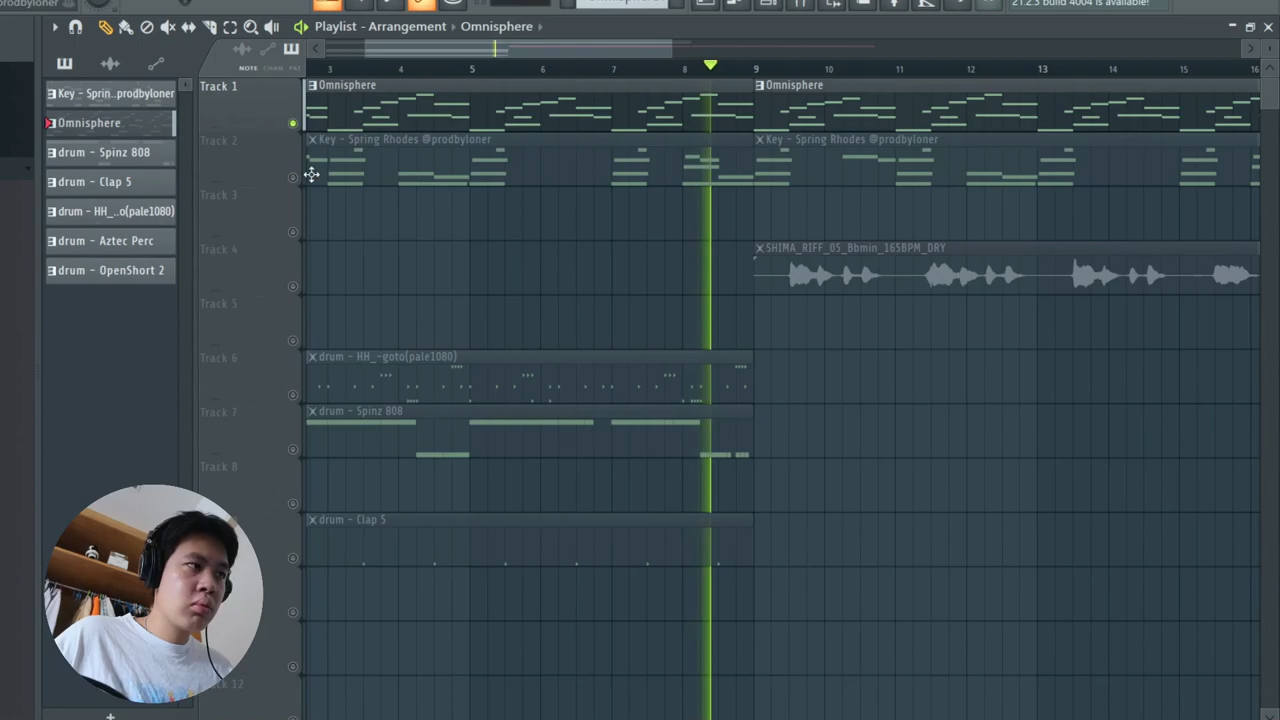 prodbyloner
21.2.3 build 4004 is available!
Playlist - Arrangement Omnisphere
NOTE CHAN PAT
3 4 5 6 7 8 9 10 11 12 13 14 15 16
Key - Sprin..prodbyloner
Omnisphere
drum - Spinz 808
drum - Clap 5
drum - HH_..o(pale1080)
drum - Aztec Perc
drum - OpenShort 2
Track 1
Omnisphere
Omnisphere
Track 2
Key - Spring Rhodes @prodbyloner
Key - Spring Rhodes @prodbyloner
Track 3
Track 4
SHIMA_RIFF_05_Bbmin_165BPM_DRY
Track 5
Track 6
drum - HH_-goto(pale1080)
Track 7
drum - Spinz 808
Track 8
drum - Clap 5
12